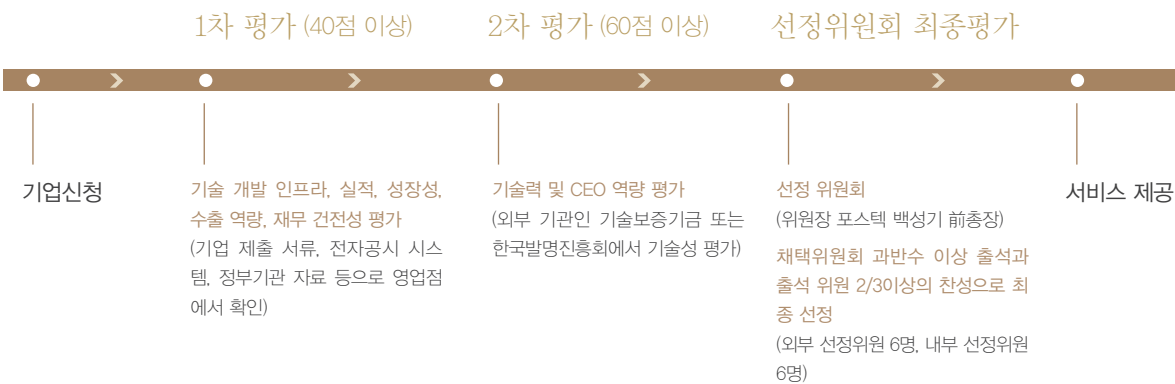 1차 평가 (40점 이상)
2차 평가 (60점 이상)
선정위원회 최종평가
기업신청
기술 개발 인프라, 실적, 성장성,
수출 역량, 재무 건전성 평가
(기업 제출 서류, 전자공시 시스
템, 정부기관 자료 등으로 영업점
에서 확인)
기술력 및 CEO 역량 평가
(외부 기관인 기술보증기금 또는
한국발명진흥회에서 기술성 평가)
선정 위원회
(위원장 포스텍 백성기 前총장)
채택위원회 과반수 이상 출석과
출석 위원 2/3이상의 찬성으로 최
종 선정
(외부 선정위원 6명, 내부 선정위원
6명)
서비스 제공